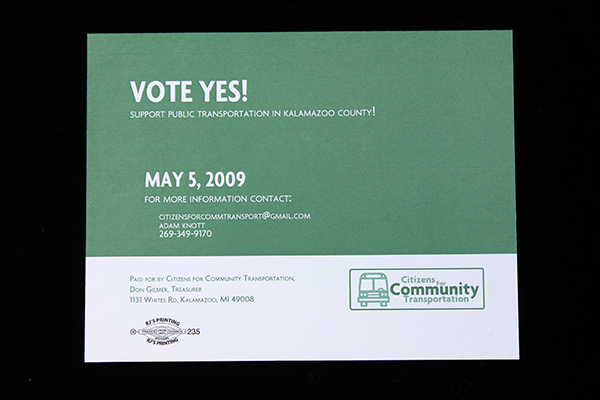 VOTE YES!
SUPPORT PUBLIC TRANSPORTATION IN KALAMAZOO COUNTY!
MAY 5, 2009
FOR MORE INFORMATION CONTACT:
CITIZENSFORCOMMTRANSPORT@GMAIL.COM
ADAM KNOTT
269-349-9170
PAID FOR BY CITIZENS FOR COMMUNITY TRANSPORTATION,
DON GILMER, TREASURER
1131 WHITES RD. KALAMAZOO, MI 49008
Citizens
For
Community
Transportation
RJ'S PRINTING
235
RJ'S PRINTING